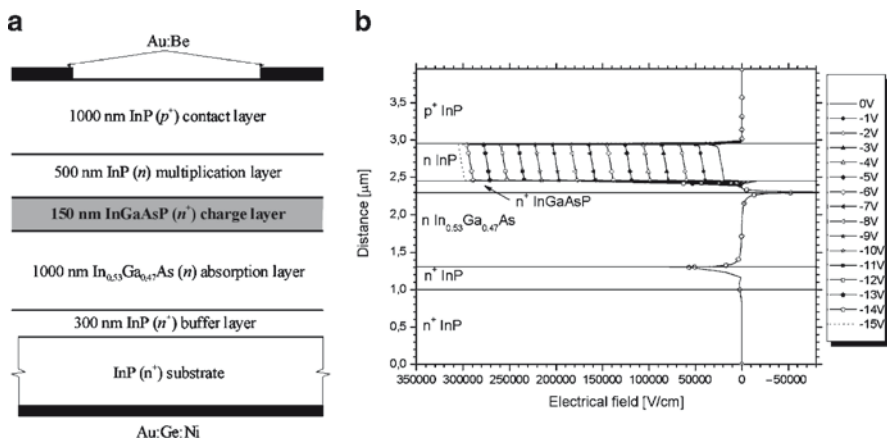 a
Au:Be
1000 nm InP (p⁺) contact layer
500 nm InP (n) multiplication layer
150 nm InGaAsP (n⁺) charge layer
1000 nm In₀,₅₃Ga₀,₄₇As (n) absorption layer
300 nm InP (n⁺) buffer layer
InP (n⁺) substrate
Au:Ge:Ni
b
Distance [µm]
3,5
3,0
2,5
2,0
1,5
1,0
0,5
0,0
p⁺ InP
n InP
n⁺ InGaAsP
n In₀.₅₃Ga₀.₄₇As
n⁺ InP
n⁺ InP
350000 300000 250000 200000 150000 100000 50000 0 -50000
Electrical field [V/cm]
0V
-1V
-2V
-3V
-4V
-5V
-6V
-7V
-8V
-9V
-10V
-11V
-12V
-13V
-14V
-15V